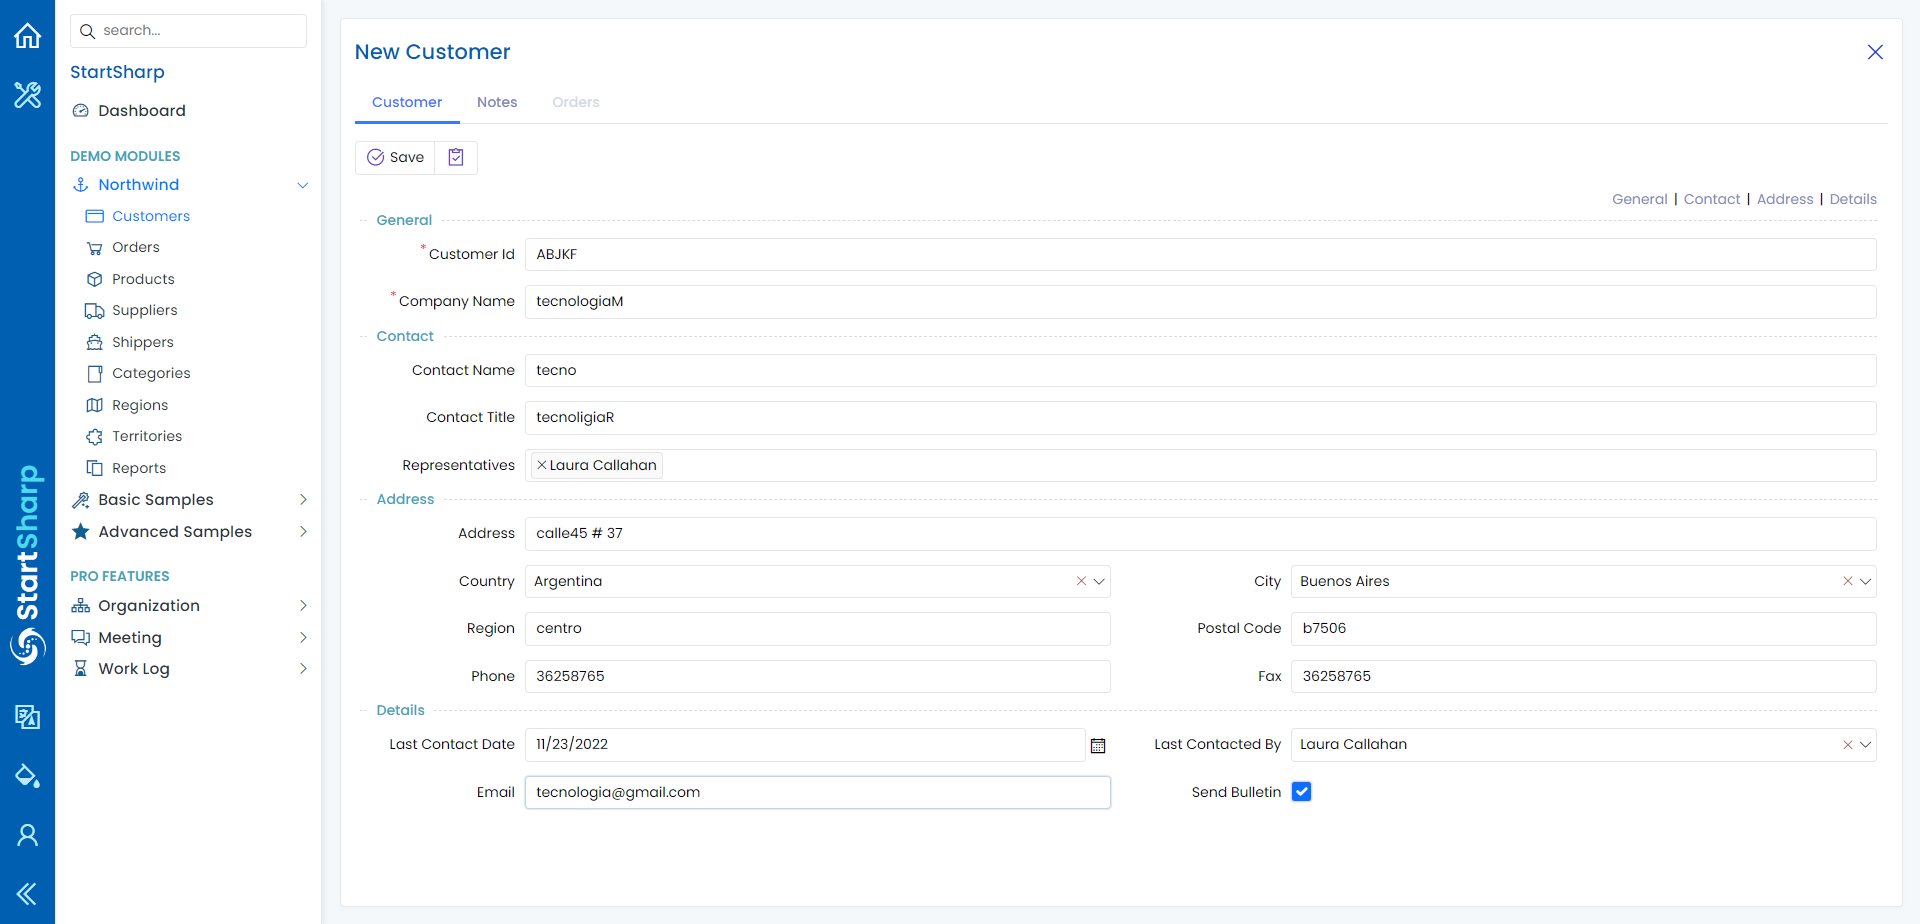 search...
StartSharp
Dashboard
DEMO MODULES
Northwind
Customers
Orders
Products
Suppliers
Shippers
Categories
Regions
Territories
Reports
Basic Samples
Advanced Samples
PRO FEATURES
Organization
Meeting
Work Log
StartSharp
New Customer
Customer Notes Orders
Save
General | Contact | Address | Details
General
* Customer Id ABJKF
* Company Name tecnologiaM
Contact
Contact Name tecno
Contact Title tecnoligiaR
Representatives Laura Callahan
Address
Address calle45 # 37
Country Argentina City Buenos Aires
Region centro Postal Code b7506
Phone 36258765 Fax 36258765
Details
Last Contact Date 11/23/2022 Last Contacted By Laura Callahan
Email tecnologia@gmail.com Send Bulletin